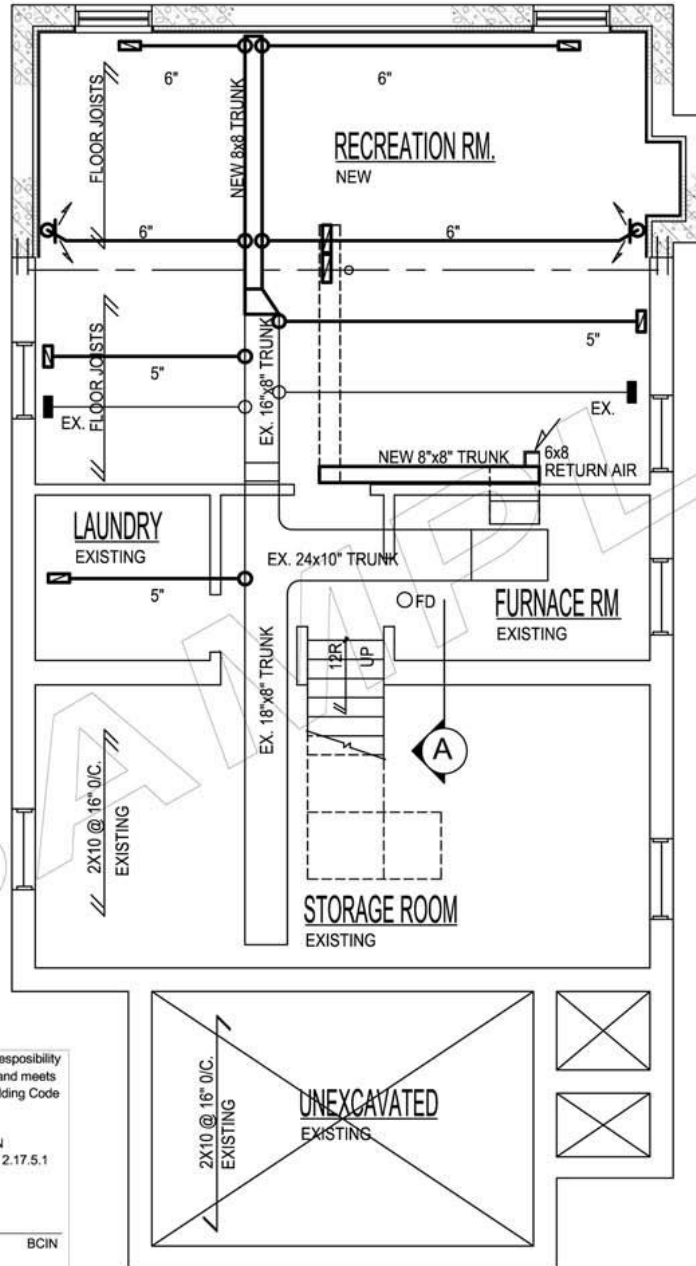 6"
6"
FLOOR JOISTS
NEW 8x8 TRUNK
RECREATION RM.
NEW
6"
6"
FLOOR JOISTS
EX. 16"x8" TRUNK
5"
5"
EX.
EX.
NEW 8"x8" TRUNK
6x8
RETURN AIR
LAUNDRY
EXISTING
5"
EX. 24x10" TRUNK
FD
FURNACE RM
EXISTING
EX. 18"x8" TRUNK
12R
UP
A
2X10 @ 16" 0/C.
EXISTING
STORAGE ROOM
EXISTING
2X10 @ 16" 0/C.
EXISTING
UNEXCAVATED
EXISTING
esposibility
and meets
lding Code
N
2.17.5.1
BCIN
AMPL